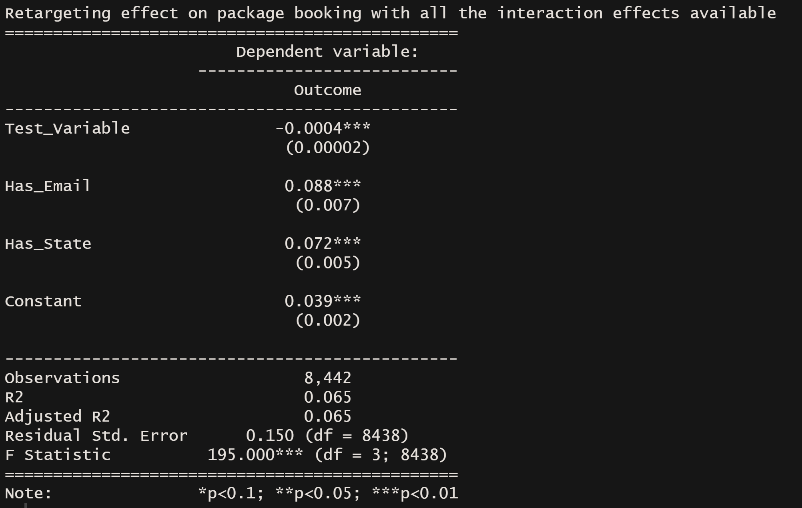 Retargeting effect on package booking with all the interaction effects available
===============================================
Dependent variable:
---------------------------
Outcome
-----------------------------------------------
Test_Variable -0.0004***
(0.00002)
Has_Email 0.088***
(0.007)
Has_State 0.072***
(0.005)
Constant 0.039***
(0.002)
-----------------------------------------------
Observations 8,442
R2 0.065
Adjusted R2 0.065
Residual Std. Error 0.150 (df = 8438)
F Statistic 195.000*** (df = 3; 8438)
===============================================
Note: *p<0.1; **p<0.05; ***p<0.01